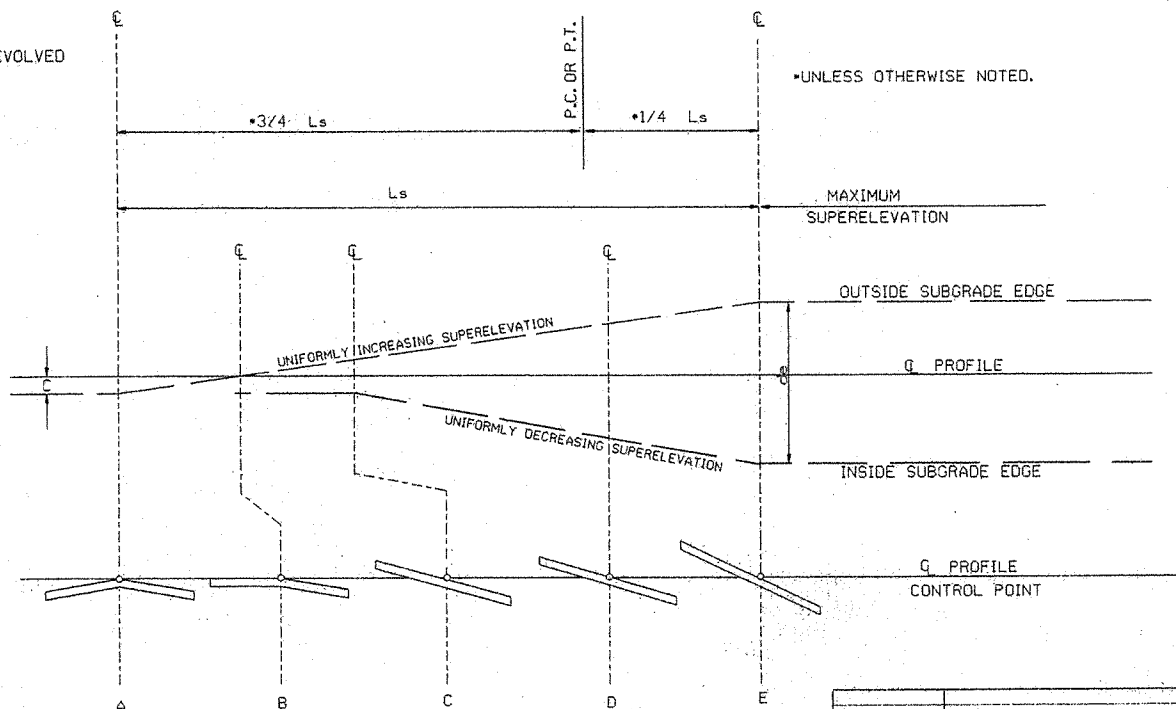 ℄
℄
EVOLVED
P.C. OR P.T.
*UNLESS OTHERWISE NOTED.
*3/4 Ls
*1/4 Ls
Ls
MAXIMUM
SUPERELEVATION
℄
℄
℄
OUTSIDE SUBGRADE EDGE
UNIFORMLY INCREASING SUPERELEVATION
℄ PROFILE
C
UNIFORMLY DECREASING SUPERELEVATION
INSIDE SUBGRADE EDGE
℄ PROFILE
CONTROL POINT
A
B
C
D
E